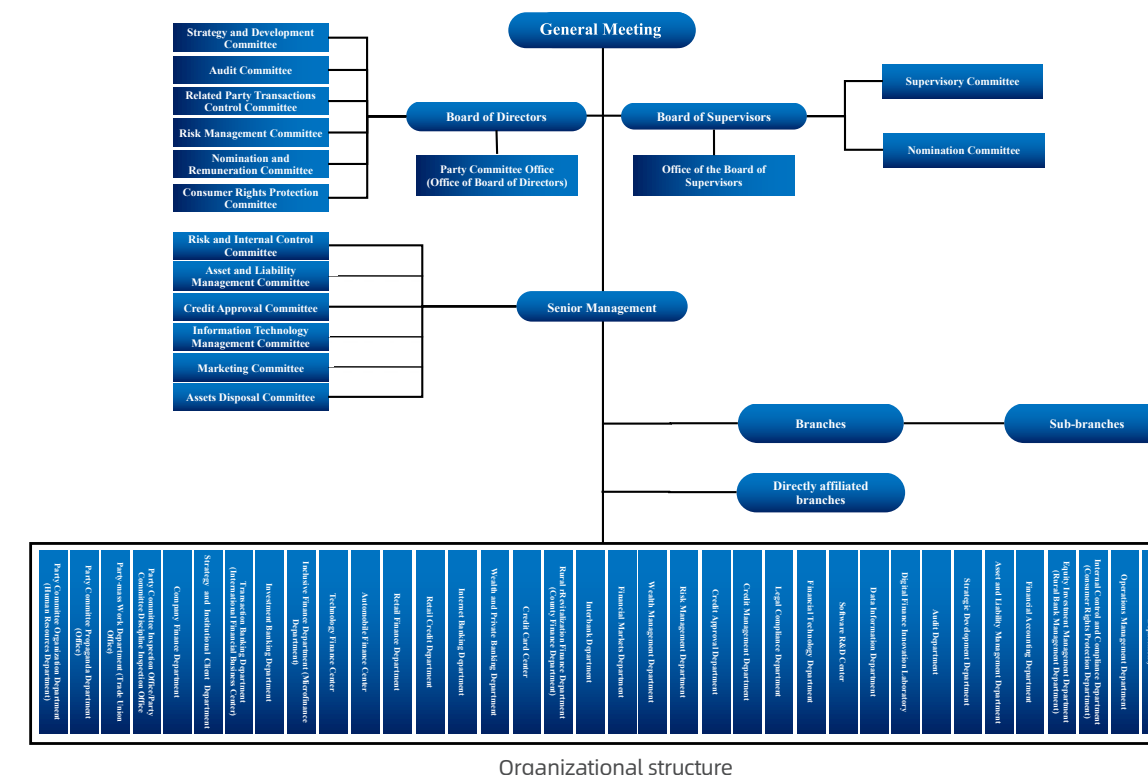 General Meeting
Strategy and Development
Committee
Audit Committee
Related Party Transactions
Control Committee
Risk Management Committee
Nomination and
Remuneration Committee
Consumer Rights Protection
Committee
Board of Directors
Party Committee Office
(Office of Board of Directors)
Board of Supervisors
Office of the Board of
Supervisors
Supervisory Committee
Nomination Committee
Risk and Internal Control
Committee
Asset and Liability
Management Committee
Credit Approval Committee
Information Technology
Management Committee
Marketing Committee
Assets Disposal Committee
Senior Management
Branches
Sub-branches
Directly affiliated
branches
Party Committee Organization Department
(Human Resources Department)
Party Committee Propaganda Department
(Office)
Party-mass Work Department (Trade Union
Office)
Party Committee Inspection Office/Party
Committee Discipline Inspection Office
Company Finance Department
Strategy and Institutional Client Department
Transaction Banking Department
(International Financial Business Center)
Investment Banking Department
Inclusive Finance Department (Microfinance
Department)
Technology Finance Center
Automobile Finance Center
Retail Finance Department
Retail Credit Department
Internet Banking Department
Wealth and Private Banking Department
Credit Card Center
Rural rRevitalization Finance Department
(County Finance Department)
Interbank Department
Financial Markets Department
Wealth Management Department
Risk Management Department
Credit Approval Department
Credit Management Department
Legal Compliance Department
Financial Technology Department
Software R&D Center
Data Information Department
Digital Finance Innovation Laboratory
Audit Department
Strategic Development Department
Asset and Liability Management Department
Financial Accounting Department
Equity Investment Management Department
(Rural Bank Management Department)
Internal Control and Compliance Department
(Consumer Rights Protection Department)
Operations Management Department
Organizational structure